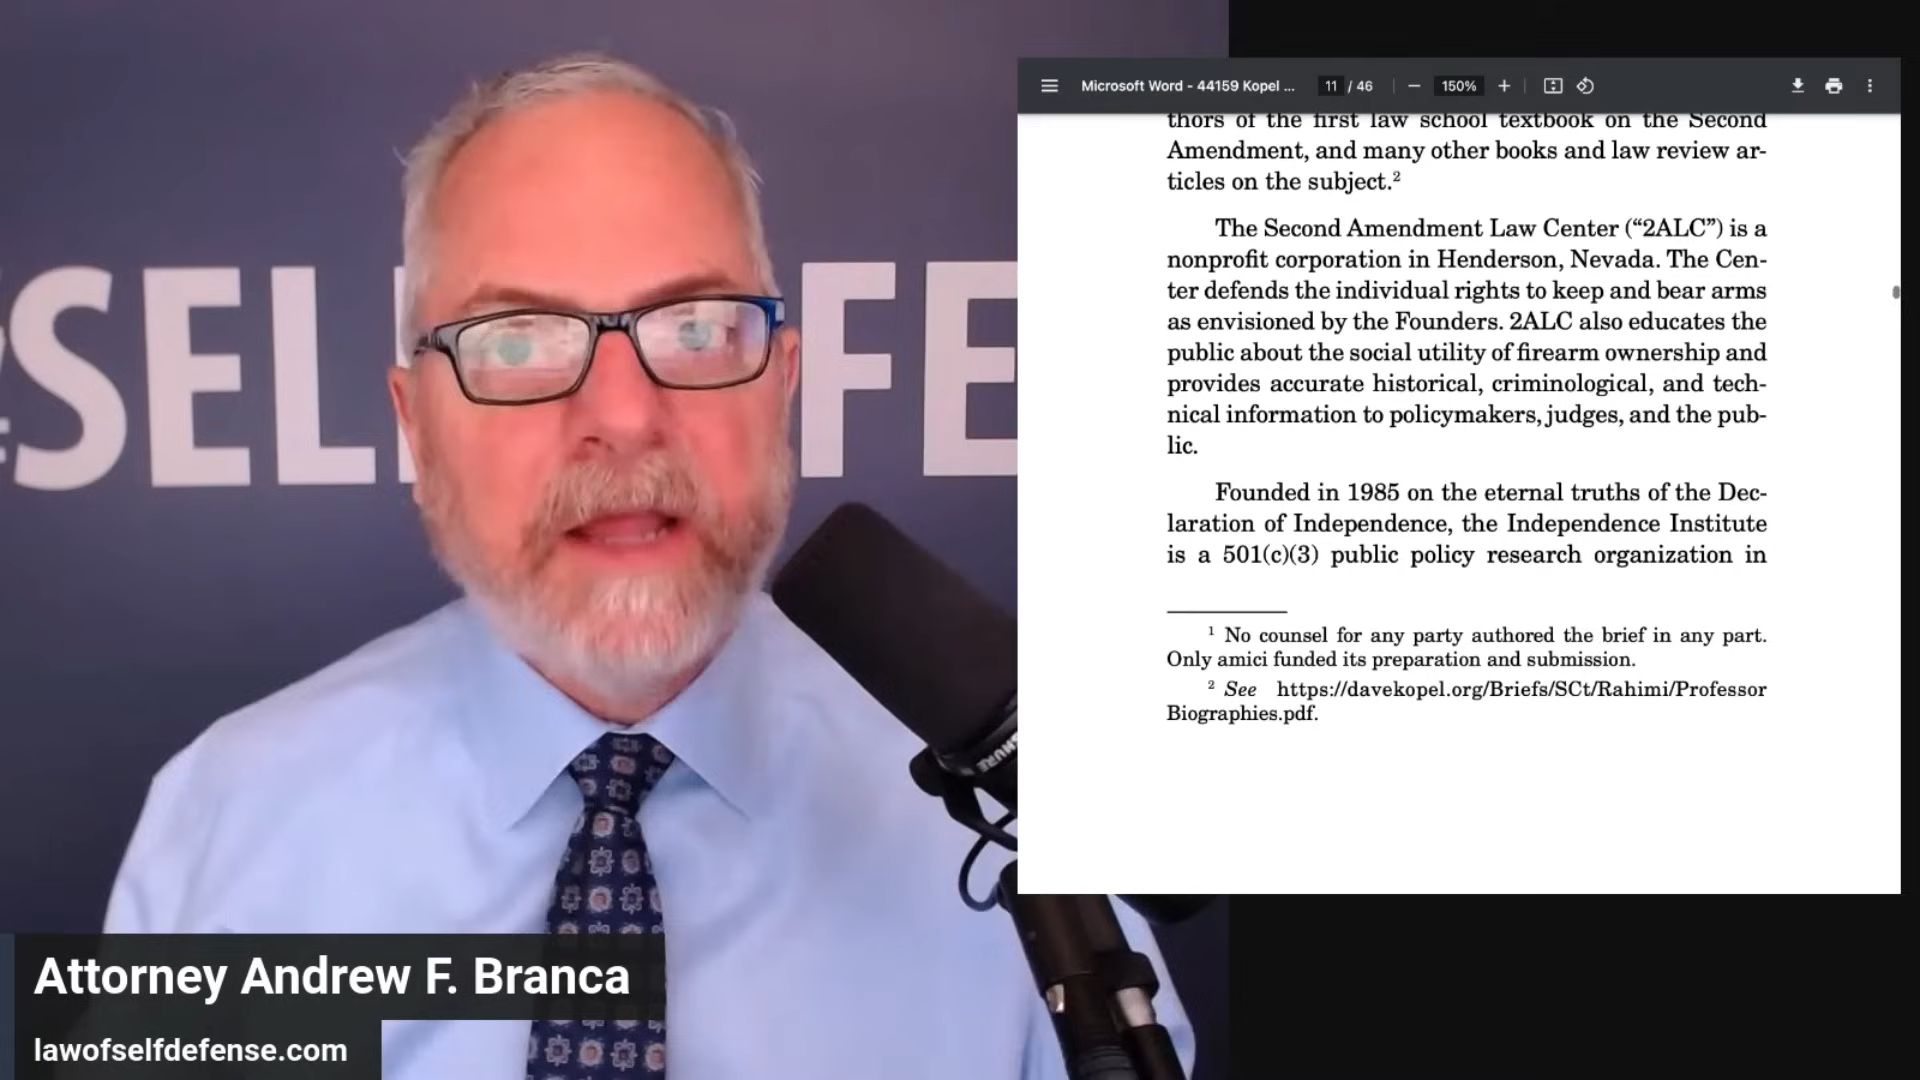 #SEL FE
Microsoft Word - 44159 Kopel ... 11 / 46 150%
thors of the first law school textbook on the Second
Amendment, and many other books and law review ar-
ticles on the subject.²
The Second Amendment Law Center (“2ALC”) is a
nonprofit corporation in Henderson, Nevada. The Cen-
ter defends the individual rights to keep and bear arms
as envisioned by the Founders. 2ALC also educates the
public about the social utility of firearm ownership and
provides accurate historical, criminological, and tech-
nical information to policymakers, judges, and the pub-
lic.
Founded in 1985 on the eternal truths of the Dec-
laration of Independence, the Independence Institute
is a 501(c)(3) public policy research organization in
¹ No counsel for any party authored the brief in any part.
Only amici funded its preparation and submission.
² See https://davekopel.org/Briefs/SCt/Rahimi/Professor
Biographies.pdf.
SHURE
Attorney Andrew F. Branca
lawofselfdefense.com